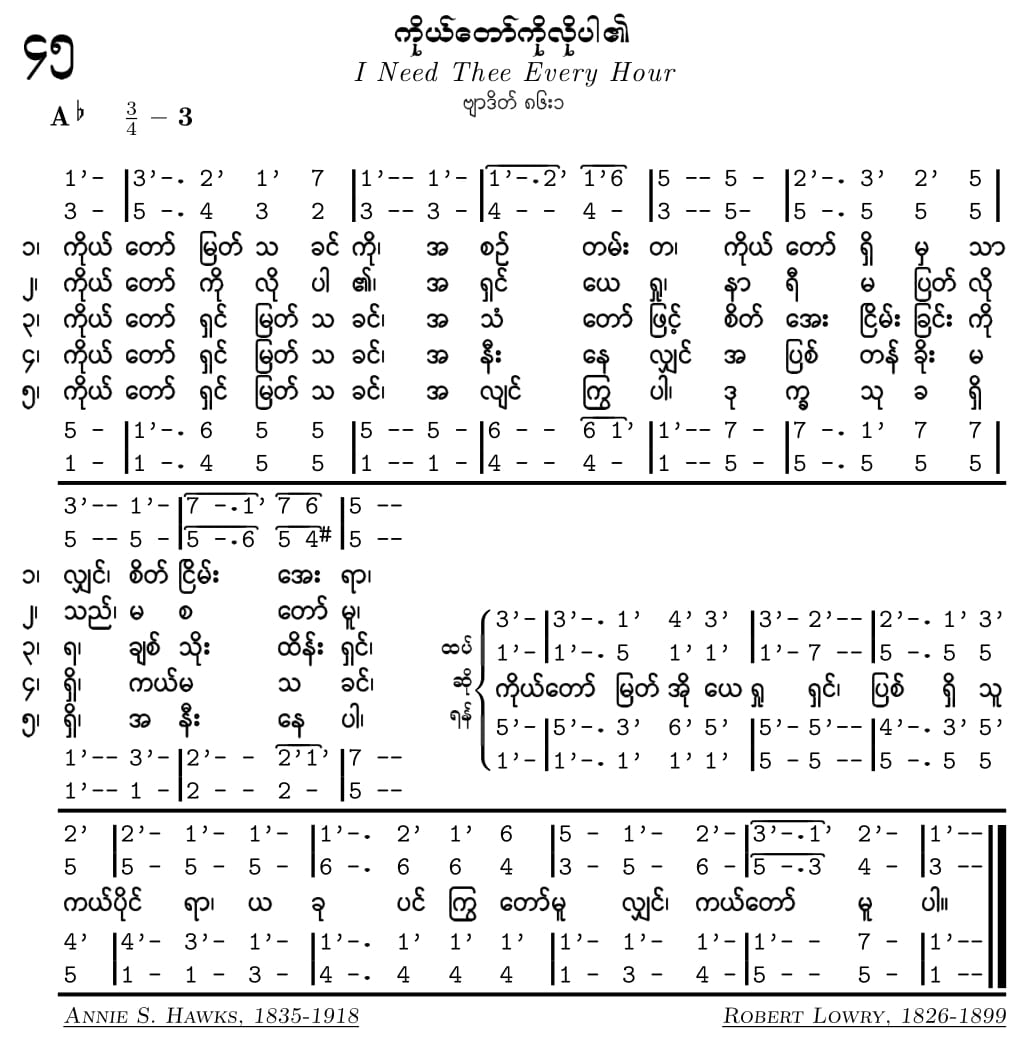 ၄၅
ကိုယ်တော်ကိုလိုပါ၏
I Need Thee Every Hour
ဗျာဒိတ် ၈၆း၁
A♭ 3/4 – 3
1’- |3’-. 2’ 1’ 7 |1’-- 1’- |1’-.2’ 1’6 |5 -- 5 - |2’-. 3’ 2’ 5 |
3 - |5 -. 4 3 2 |3 -- 3 - |4 - - 4 - |3 -- 5- |5 -. 5 5 5 |
၁၊ ကိုယ် တော် မြတ် သ ခင် ကို၊ အ စဉ် တမ်း တ၊ ကိုယ် တော် ရှိ မှ သာ
၂၊ ကိုယ် တော် ကို လို ပါ ၏၊ အ ရှင် ယေ ရှု၊ နာ ရီ မ ပြတ် လို
၃၊ ကိုယ် တော် ရှင် မြတ် သ ခင်၊ အ သံ တော် ဖြင့် စိတ် အေး ငြိမ်း ခြင်း ကို
၄၊ ကိုယ် တော် ရှင် မြတ် သ ခင်၊ အ နီး နေ လျှင် အ ပြစ် တန် ခိုး မ
၅၊ ကိုယ် တော် ရှင် မြတ် သ ခင်၊ အ လျင် ကြွ ပါ၊ ဒု က္ခ သု ခ ရှိ
5 - |1’-. 6 5 5 |5 -- 5 - |6 - - 6 1’ |1’-- 7 - |7 -. 1’ 7 7 |
1 - |1 -. 4 5 5 |1 -- 1 - |4 - - 4 - |1 -- 5 - |5 -. 5 5 5 |
3’-- 1’- |7 -.1’ 7 6 |5 --
5 -- 5 - |5 -.6 5 4# |5 --
၁၊ လျှင်၊ စိတ် ငြိမ်း အေး ရာ၊
၂၊ သည်၊ မ စ တော် မူ၊
၃၊ ရ၊ ချစ် သိုး ထိန်း ရှင်၊
၄၊ ရှိ၊ ကယ်မ သ ခင်၊
၅၊ ရှိ၊ အ နီး နေ ပါ၊
1’-- 3’- |2’- - 2’1’ |7 --
1’-- 1 - |2 - - 2 - |5 --
ထပ်
ဆို
ရန်
3’- |3’-. 1’ 4’ 3’ |3’- 2’-- |2’-. 1’ 3’
1’- |1’-. 5 1’ 1’ |1’- 7 -- |5 -. 5 5
ကိုယ်တော် မြတ် အို ယေ ရှု ရှင်၊ ပြစ် ရှိ သူ
5’- |5’-. 3’ 6’ 5’ |5’- 5’-- |4’-. 3’ 5’
1’- |1’-. 1’ 1’ 1’ |5 - 5 -- |5 -. 5 5
2’ |2’- 1’- 1’- |1’-. 2’ 1’ 6 |5 - 1’- 2’- |3’-.1’ 2’- |1’--
5 |5 - 5 - 5 - |6 -. 6 6 4 |3 - 5 - 6 - |5 -.3 4 - |3 --
ကယ်ပိုင် ရာ၊ ယ ခု ပင် ကြွ တော်မူ လျှင်၊ ကယ်တော် မူ ပါ။
4’ |4’- 3’- 1’- |1’-. 1’ 1’ 1’ |1’- 1’- 1’- |1’- - 7 - |1’--
5 |1 - 1 - 3 - |4 -. 4 4 4 |1 - 3 - 4 - |5 - - 5 - |1 --
ANNIE S. HAWKS, 1835-1918
ROBERT LOWRY, 1826-1899